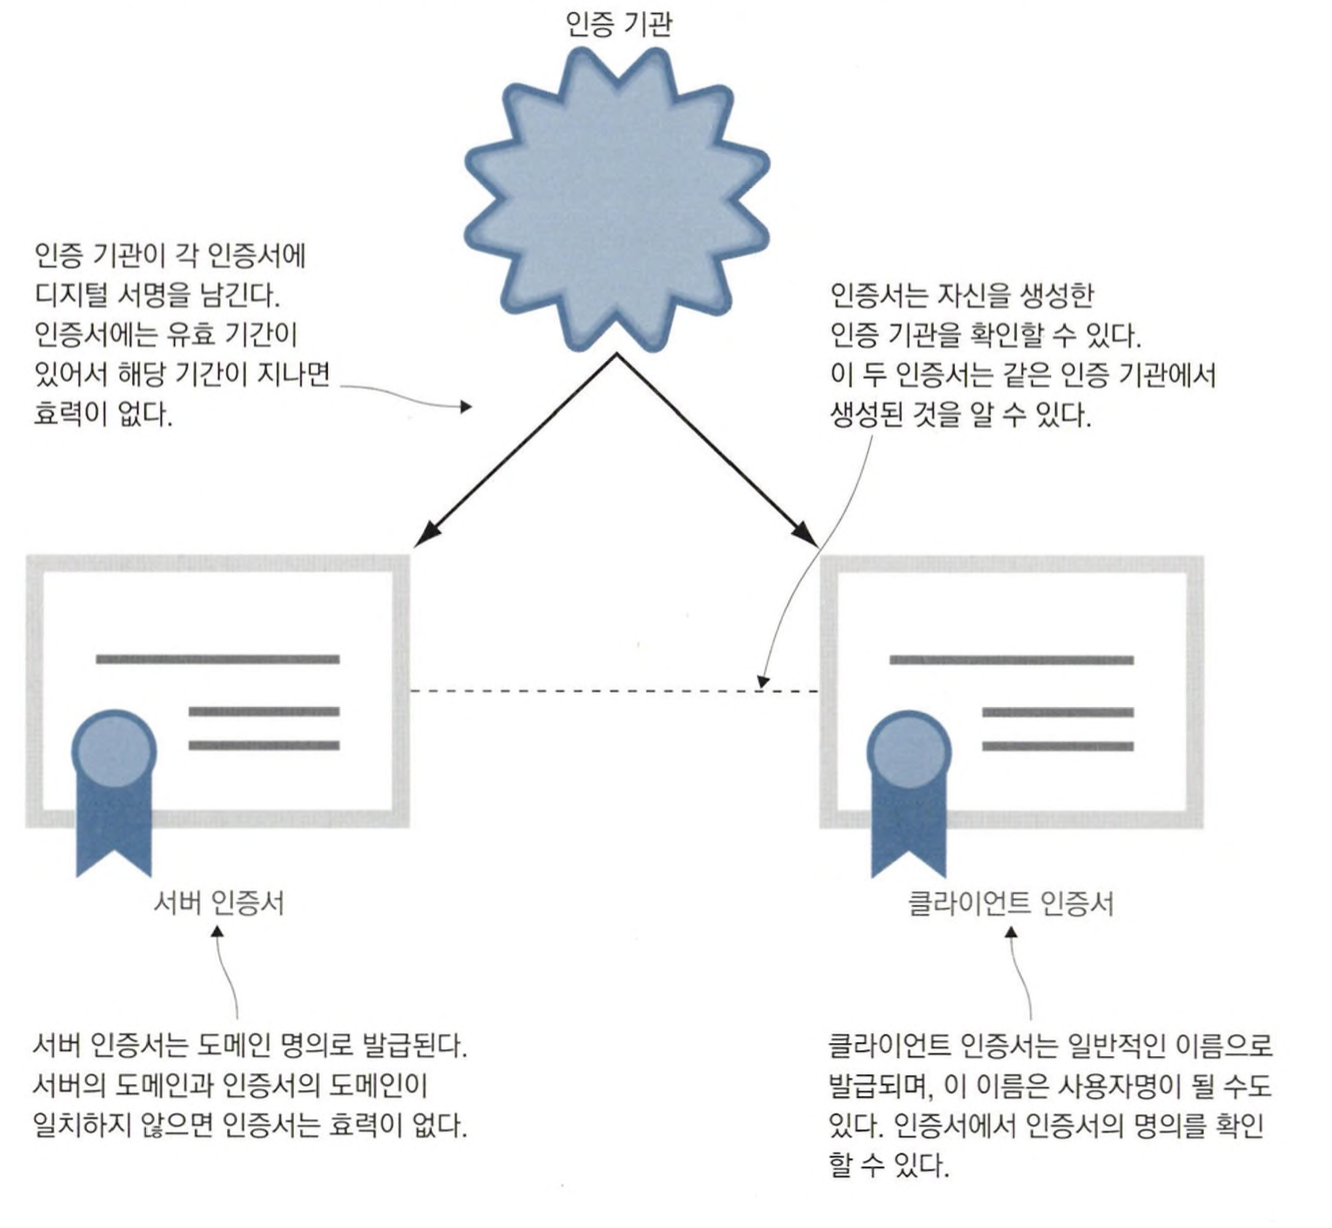 인증 기관
인증 기관이 각 인증서에
디지털 서명을 남긴다.
인증서에는 유효 기간이
있어서 해당 기간이 지나면
효력이 없다.
인증서는 자신을 생성한
인증 기관을 확인할 수 있다.
이 두 인증서는 같은 인증 기관에서
생성된 것을 알 수 있다.
서버 인증서
클라이언트 인증서
서버 인증서는 도메인 명의로 발급된다.
서버의 도메인과 인증서의 도메인이
일치하지 않으면 인증서는 효력이 없다.
클라이언트 인증서는 일반적인 이름으로
발급되며, 이 이름은 사용자명이 될 수도
있다. 인증서에서 인증서의 명의를 확인
할 수 있다.